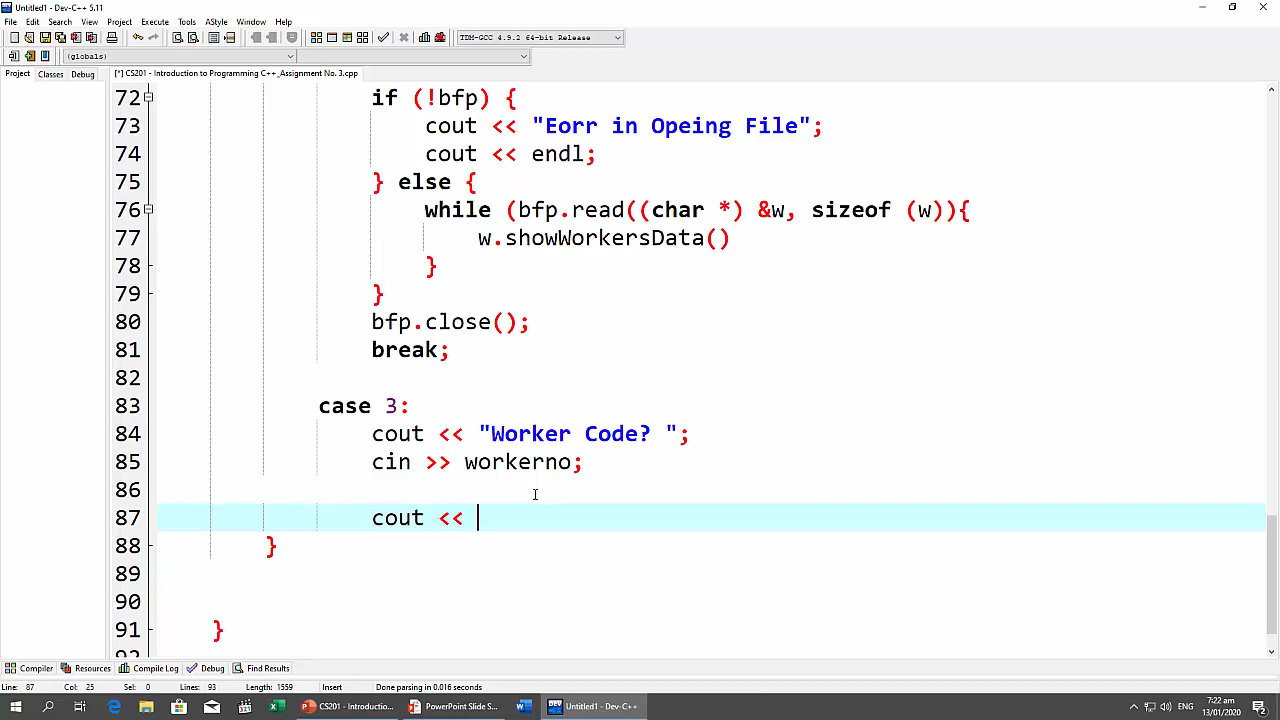 Untitled1 - Dev-C++ 5.11
File Edit Search View Project Execute Tools AStyle Window Help
TDM-GCC 4.9.2 64-bit Release
(globals)
Project Classes Debug [*] CS201 - Introduction to Programming C++_Assignment No. 3.cpp
72 if (!bfp) {
73 cout << "Eorr in Opeing File";
74 cout << endl;
75 } else {
76 while (bfp.read((char *) &w, sizeof (w)){
77 w.showWorkersData()
78 }
79 }
80 bfp.close();
81 break;
82
83 case 3:
84 cout << "Worker Code? ";
85 cin >> workerno;
86
87 cout <<
88 }
89
90
91 }
92
Compiler Resources Compile Log Debug Find Results
Line: 87 Col: 25 Sel: 0 Lines: 93 Length: 1559 Insert Done parsing in 0.016 seconds
CS201 - Introductio... PowerPoint Slide S... Untitled1 - Dev-C++ ENG 7:22 pm
13/01/2020